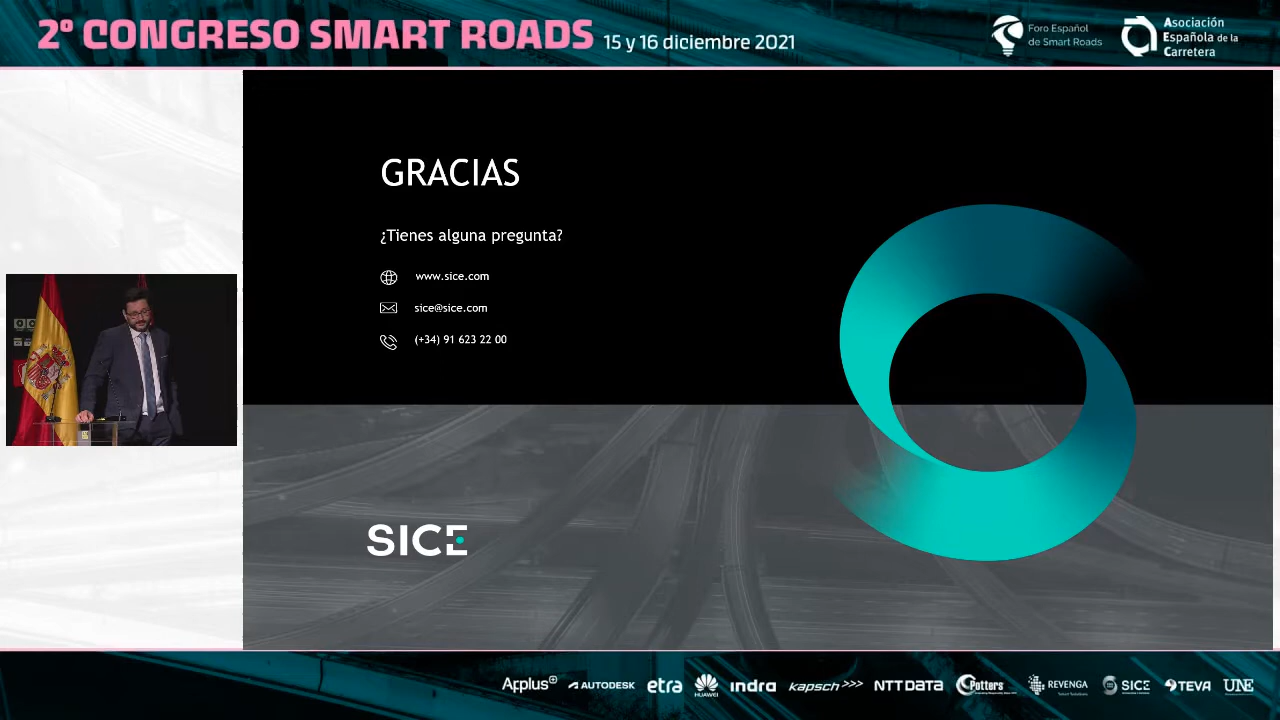 2º CONGRESO SMART ROADS 15 y 16 diciembre 2021
Foro Español
de Smart Roads
Asociación
Española de la
Carretera
GRACIAS
¿Tienes alguna pregunta?
www.sice.com
sice@sice.com
(+34) 91 623 22 00
SICE
Applus+ AUTODESK etra HUAWEI indra kapsch>>> NTT DATA Potters REVENGA SICE TEVA UNE